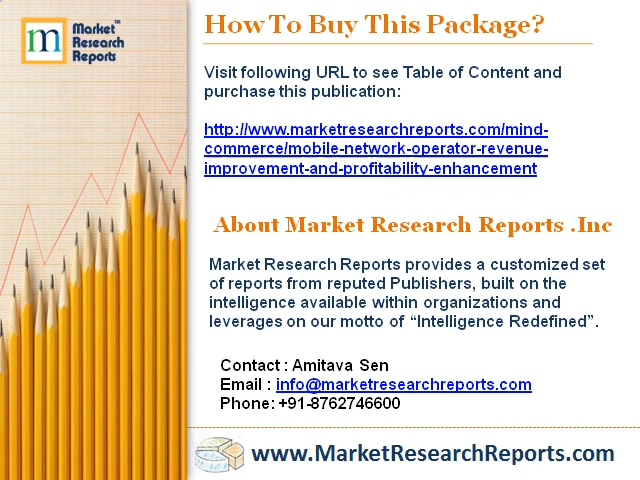 m
Market™
Research
Reports
How To Buy This Package?
Visit following URL to see Table of Content and
purchase this publication:
http://www.marketresearchreports.com/mind-
commerce/mobile-network-operator-revenue-
improvement-and-profitability-enhancement
About Market Research Reports .Inc
Market Research Reports provides a customized set
of reports from reputed Publishers, built on the
intelligence available within organizations and
leverages on our motto of “Intelligence Redefined”.
Contact : Amitava Sen
Email : info@marketresearchreports.com
Phone: +91-8762746600
www.MarketResearchReports.com